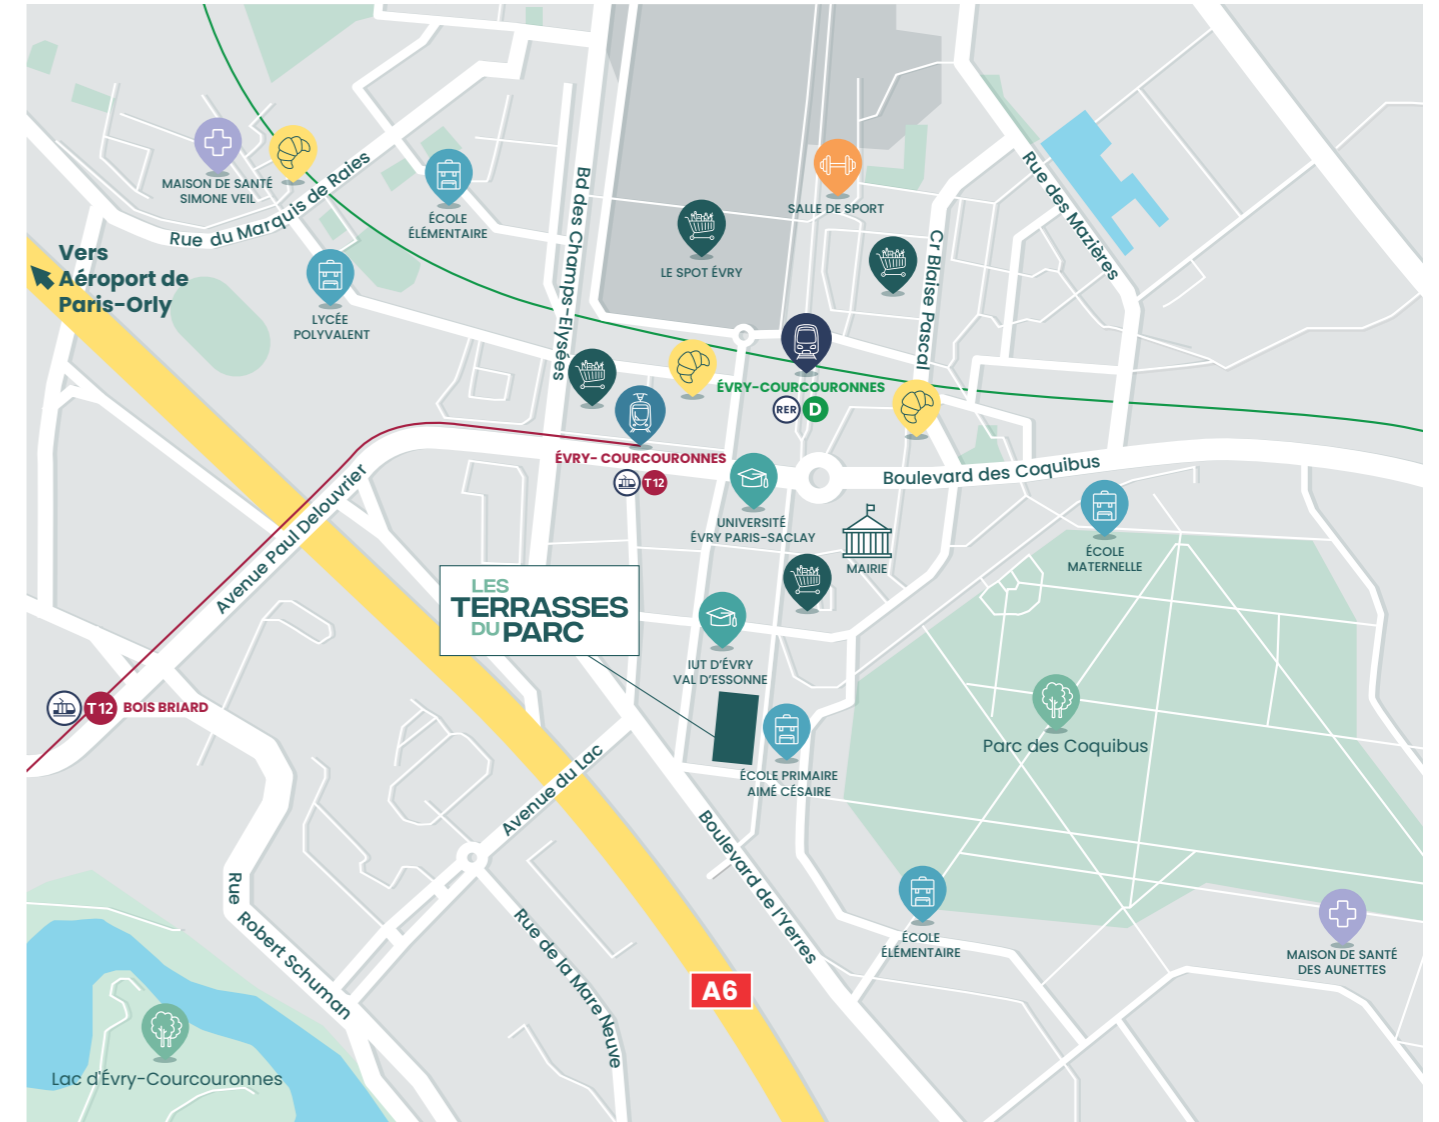 MAISON DE SANTÉ
SIMONE VEIL
Rue du Marquis de Raies
ÉCOLE
ÉLÉMENTAIRE
Bd des Champs-Elysées
SALLE DE SPORT
LE SPOT ÉVRY
Cr Blaise Pascal
Rue des Mazières
Vers
Aéroport de
Paris-Orly
LYCÉE
POLYVALENT
ÉVRY-COURCOURONNES
RER D
ÉVRY- COURCOURONNES
T12
Boulevard des Coquibus
Avenue Paul Delouvrier
UNIVERSITÉ
ÉVRY PARIS-SACLAY
MAIRIE
ÉCOLE
MATERNELLE
LES
TERRASSES
DU PARC
IUT D'ÉVRY
VAL D'ESSONNE
T12 BOIS BRIARD
Parc des Coquibus
ÉCOLE PRIMAIRE
AIMÉ CÉSAIRE
Avenue du Lac
Boulevard de l'Yerres
Rue Robert Schuman
Rue de la Mare Neuve
ÉCOLE
ÉLÉMENTAIRE
MAISON DE SANTÉ
DES AUNETTES
A6
Lac d'Évry-Courcouronnes